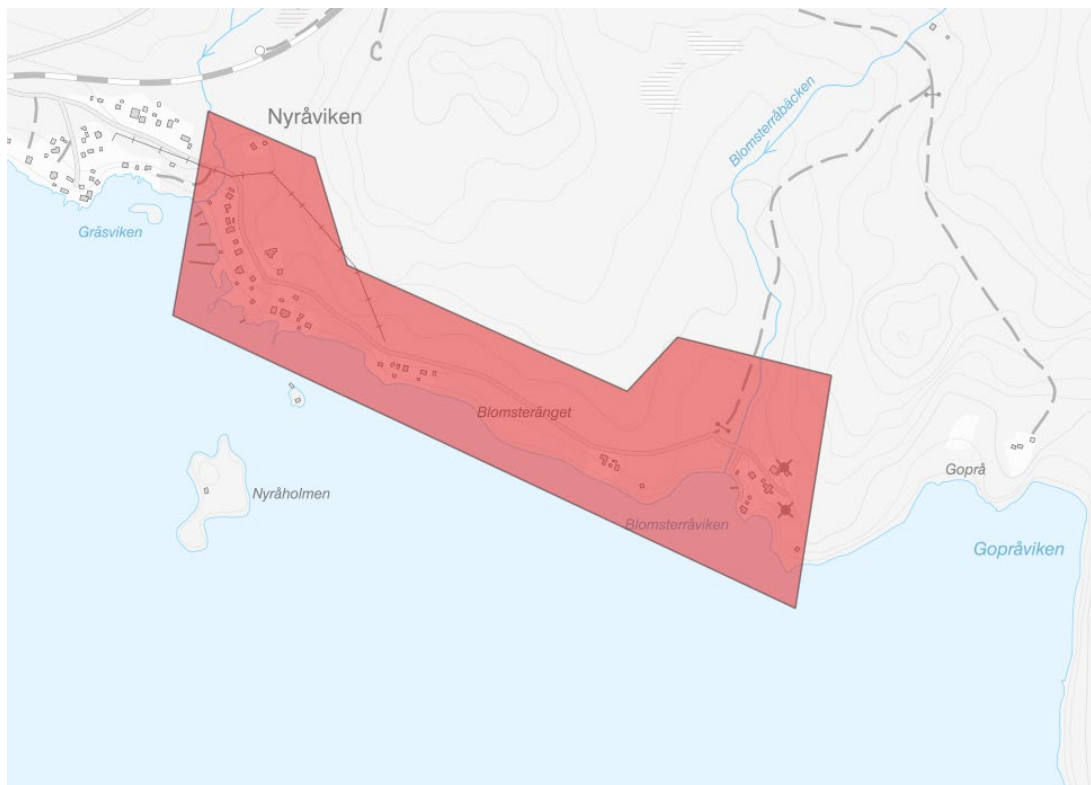 Nyråviken
Blomsterråbäcken
Gräsviken
Blomsteränget
Goprå
Nyråholmen
Blomsterråviken
Gopråviken